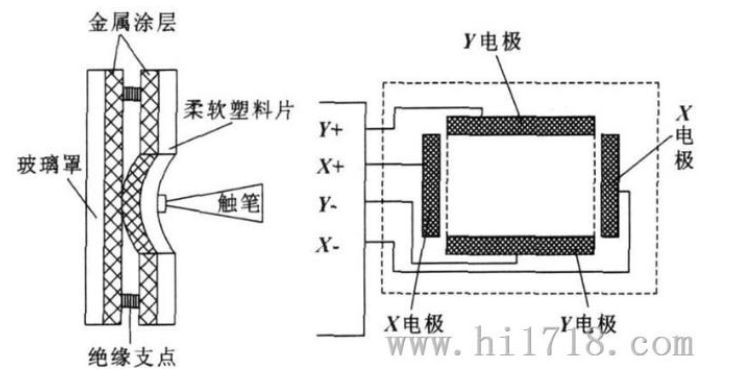 金属涂层
柔软塑料片
玻璃罩
触笔
绝缘支点
Y电极
X
电
极
Y+
X+
Y-
X-
X电极
Y电极
www.hi1718.com